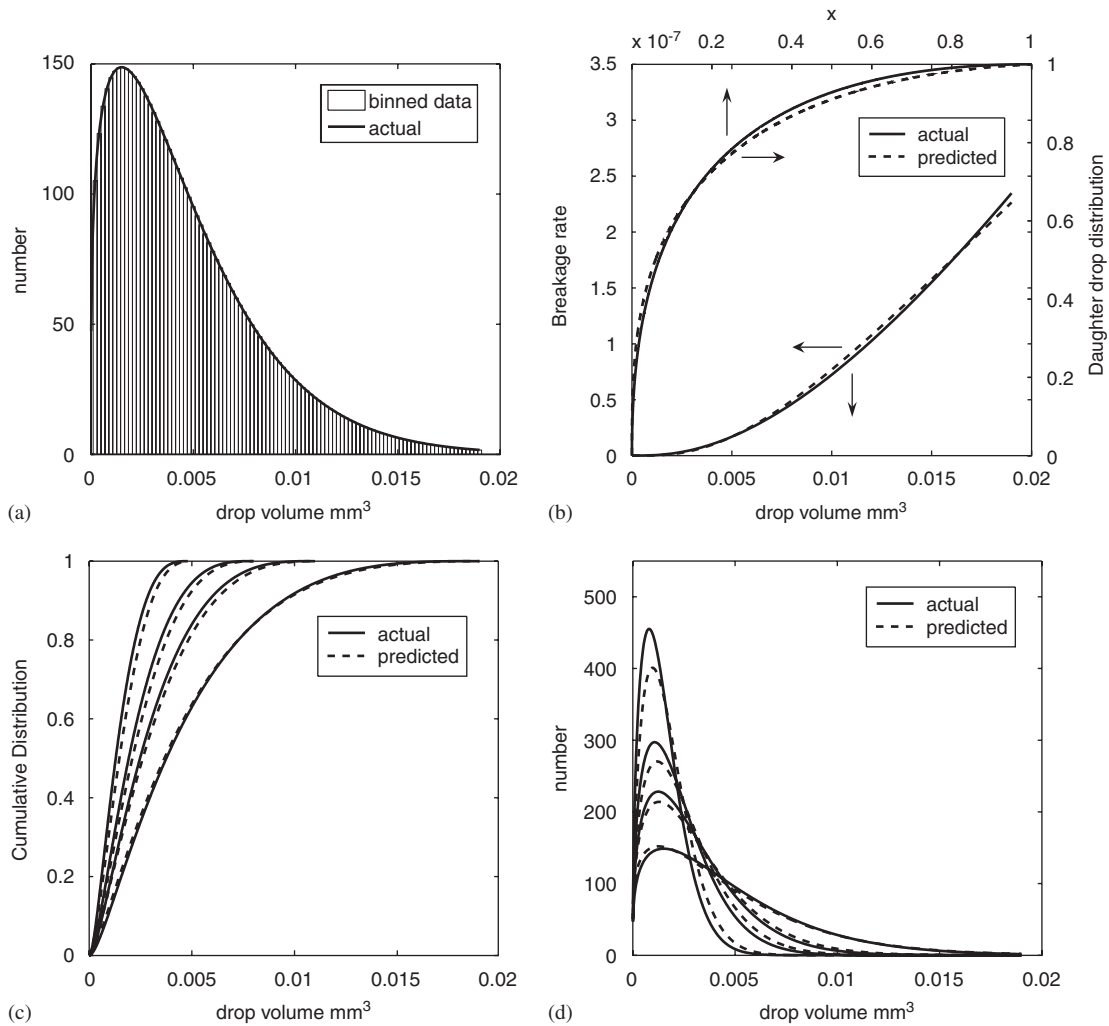 150
100
50
0
number
binned data
actual
0
0.005
0.01
0.015
0.02
(a)
drop volume mm³
x
x 10⁻⁷
0.2
0.4
0.6
0.8
1
3.5
3
2.5
2
1.5
1
0.5
0
Breakage rate
actual
predicted
1
0.8
0.6
0.4
0.2
0
Daughter drop distribution
0
0.005
0.01
0.015
0.02
(b)
drop volume mm³
1
0.8
0.6
0.4
0.2
0
Cumulative Distribution
actual
predicted
0
0.005
0.01
0.015
0.02
(c)
drop volume mm³
500
400
300
200
100
0
number
actual
predicted
0
0.005
0.01
0.015
0.02
(d)
drop volume mm³